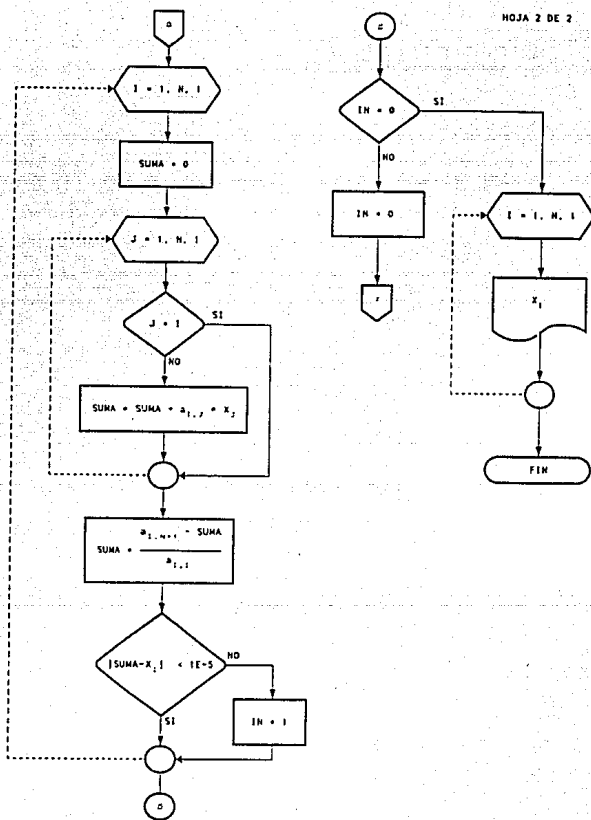 HOJA 2 DE 2
I = 1, N, 1
SUMA = 0
J = 1, N, 1
J = I
SI
NO
SUMA = SUMA + a I,J * X J
SUMA = a I,N+1 - SUMA
a I,I
|SUMA-X I| < 1E-5
NO
SI
IN = 1
IN = 0
SI
NO
IN = 0
I = 1, N, 1
X I
FIN